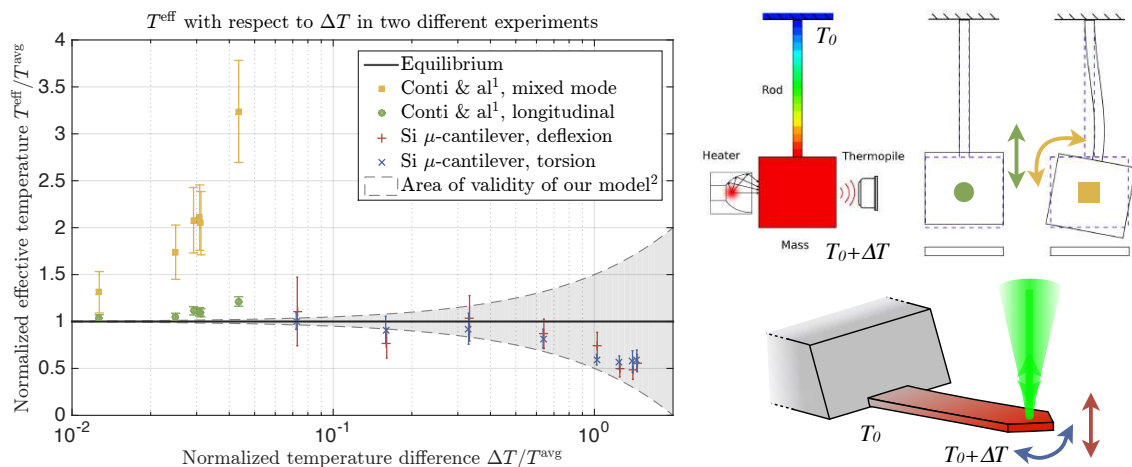 T^eff with respect to ΔT in two different experiments
Normalized effective temperature T^eff/T^avg
4
3.5
3
2.5
2
1.5
1
0.5
0
Equilibrium
Conti & al¹, mixed mode
Conti & al¹, longitudinal
Si μ-cantilever, deflexion
Si μ-cantilever, torsion
Area of validity of our model²
10⁻²
10⁻¹
10⁰
Normalized temperature difference ΔT/T^avg
T₀
Rod
Heater
Thermopile
Mass
T₀+ΔT
T₀
T₀+ΔT